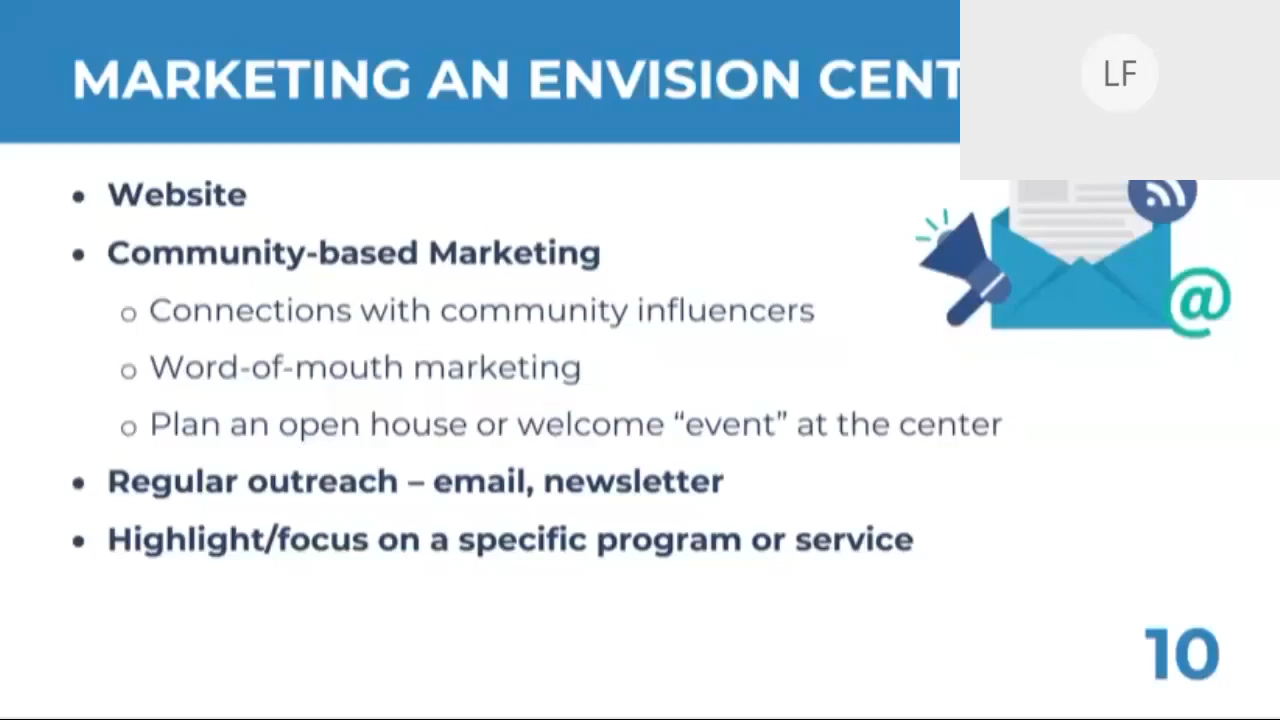 MARKETING AN ENVISION CENT
LF
• Website
• Community-based Marketing
o Connections with community influencers
o Word-of-mouth marketing
o Plan an open house or welcome “event” at the center
• Regular outreach – email, newsletter
• Highlight/focus on a specific program or service
@
10